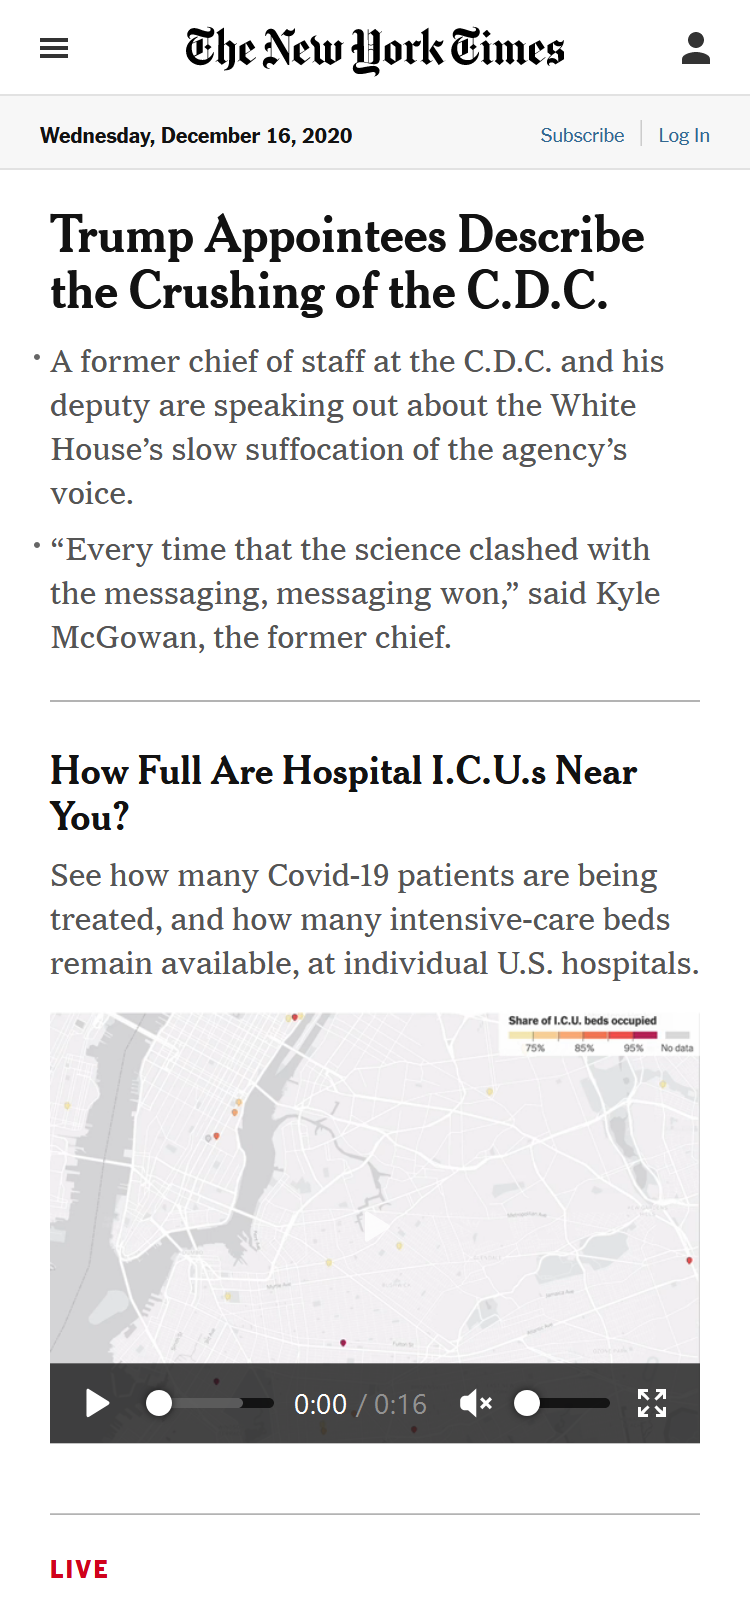 The New York Times
Wednesday, December 16, 2020
Subscribe
Log In
Trump Appointees Describe
the Crushing of the C.D.C.
• A former chief of staff at the C.D.C. and his
deputy are speaking out about the White
House’s slow suffocation of the agency’s
voice.
• “Every time that the science clashed with
the messaging, messaging won,” said Kyle
McGowan, the former chief.
How Full Are Hospital I.C.U.s Near
You?
See how many Covid-19 patients are being
treated, and how many intensive-care beds
remain available, at individual U.S. hospitals.
Share of I.C.U. beds occupied
75% 85% 95% No data
Metropolitan Ave
Myrtle Ave
0:00 / 0:16
LIVE